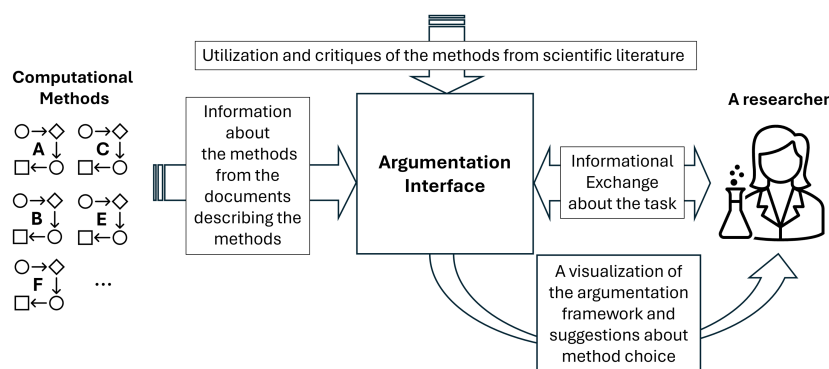 Utilization and critiques of the methods from scientific literature
Computational
Methods
A
C
B
E
F
...
Information
about
the methods
from the
documents
describing the
methods
Argumentation
Interface
Informational
Exchange
about the task
A researcher
A visualization of
the argumentation
framework and
suggestions about
method choice